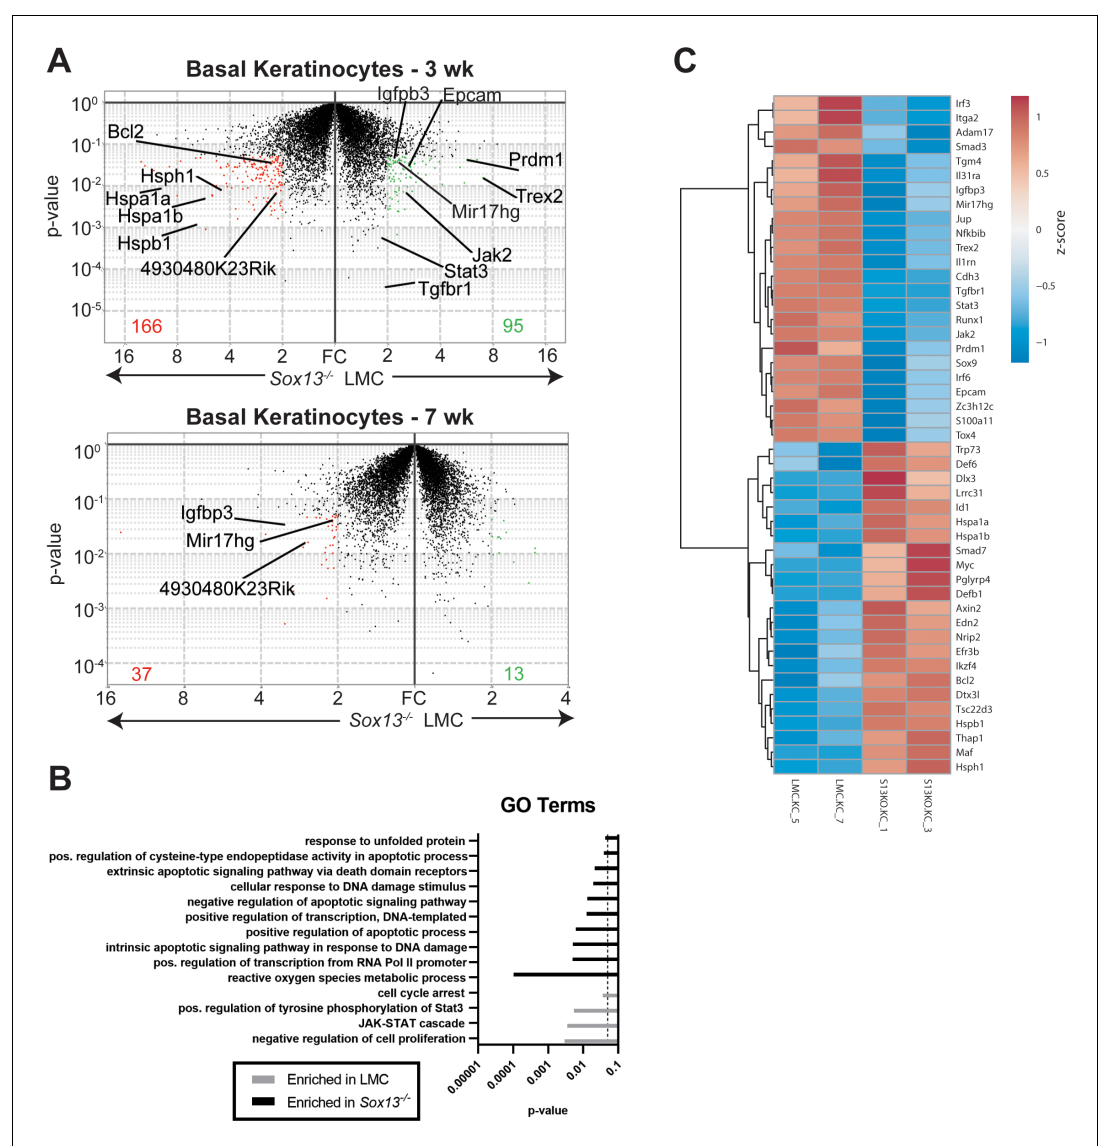 A
Basal Keratinocytes - 3 wk
Igfpb3
Epcam
Bcl2
Hsph1
Hspa1a
Hspa1b
Hspb1
4930480K23Rik
Prdm1
Trex2
Mir17hg
Jak2
Stat3
Tgfbr1
p-value
10^0
10^-1
10^-2
10^-3
10^-4
10^-5
166
95
16 8 4 2 FC 2 4 8 16
Sox13-/- LMC
Basal Keratinocytes - 7 wk
Igfbp3
Mir17hg
4930480K23Rik
p-value
10^0
10^-1
10^-2
10^-3
10^-4
37
13
16 8 4 2 FC 2 4
Sox13-/- LMC
B
GO Terms
response to unfolded protein
pos. regulation of cysteine-type endopeptidase activity in apoptotic process
extrinsic apoptotic signaling pathway via death domain receptors
cellular response to DNA damage stimulus
negative regulation of apoptotic signaling pathway
positive regulation of transcription, DNA-templated
positive regulation of apoptotic process
intrinsic apoptotic signaling pathway in response to DNA damage
pos. regulation of transcription from RNA Pol II promoter
reactive oxygen species metabolic process
cell cycle arrest
pos. regulation of tyrosine phosphorylation of Stat3
JAK-STAT cascade
negative regulation of cell proliferation
0.00001 0.0001 0.001 0.01 0.1
p-value
Enriched in LMC
Enriched in Sox13-/-
C
Irf3
Itga2
Adam17
Smad3
Tgm4
Il31ra
Igfbp3
Mir17hg
Jup
Nfkbib
Trex2
Il1rn
Cdh3
Tgfbr1
Stat3
Runx1
Jak2
Prdm1
Sox9
Irf6
Epcam
Zc3h12c
S100a11
Tox4
Trp73
Def6
Dlx3
Lrrc31
Id1
Hspa1a
Hspa1b
Smad7
Myc
Pglyrp4
Defb1
Axin2
Edn2
Nrip2
Efr3b
Ikzf4
Bcl2
Dtx3l
Tsc22d3
Hspb1
Thap1
Maf
Hsph1
LMC.KC_5
LMC.KC_7
S13KO.KC_1
S13KO.KC_3
1
0.5
0
−0.5
−1
z-score